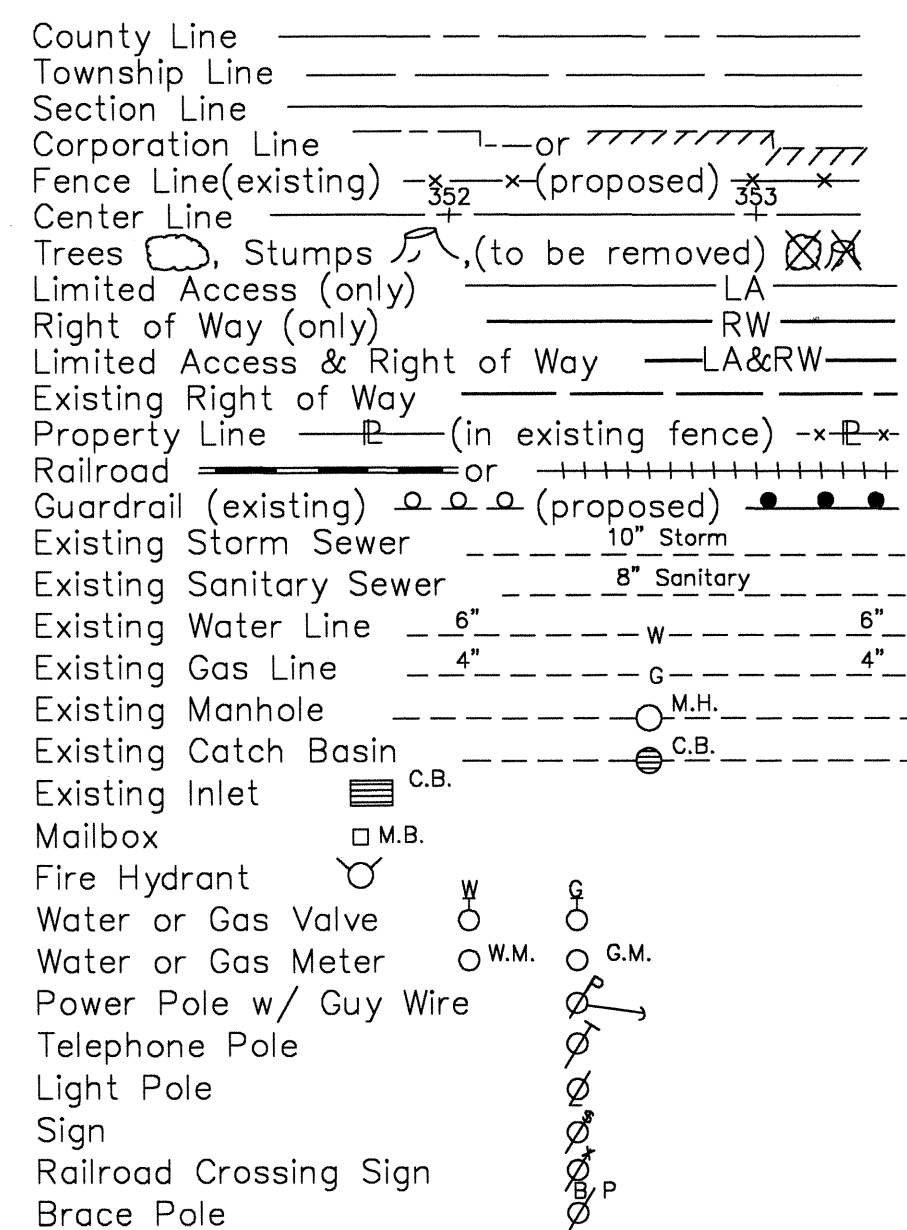 County Line
Township Line
Section Line
Corporation Line or
Fence Line(existing) (proposed)
Center Line 352 353
Trees , Stumps ,(to be removed)
Limited Access (only) LA
Right of Way (only) RW
Limited Access & Right of Way LA&RW
Existing Right of Way
Property Line PL (in existing fence) PL
Railroad or
Guardrail (existing) (proposed)
Existing Storm Sewer 10" Storm
Existing Sanitary Sewer 8" Sanitary
Existing Water Line 6" W 6"
Existing Gas Line 4" G 4"
Existing Manhole M.H.
Existing Catch Basin C.B.
Existing Inlet C.B.
Mailbox M.B.
Fire Hydrant
Water or Gas Valve W G
Water or Gas Meter W.M. G.M.
Power Pole w/ Guy Wire P
Telephone Pole T
Light Pole L
Sign S
Railroad Crossing Sign X
Brace Pole B P